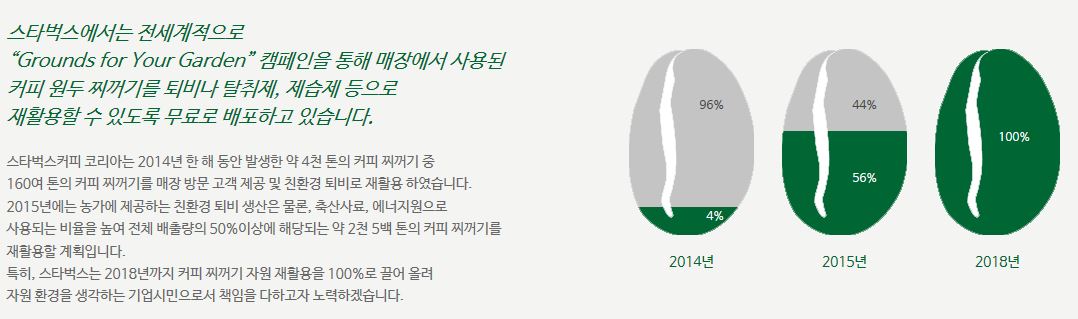 스타벅스에서는 전세계적으로
“Grounds for Your Garden” 캠페인을 통해 매장에서 사용된
커피 원두 찌꺼기를 퇴비나 탈취제, 제습제 등으로
재활용할 수 있도록 무료로 배포하고 있습니다.
스타벅스커피 코리아는 2014년 한 해 동안 발생한 약 4천 톤의 커피 찌꺼기 중
160여 톤의 커피 찌꺼기를 매장 방문 고객 제공 및 친환경 퇴비로 재활용 하였습니다.
2015년에는 농가에 제공하는 친환경 퇴비 생산은 물론, 축산사료, 에너지원으로
사용되는 비율을 높여 전체 배출량의 50%이상에 해당되는 약 2천 5백 톤의 커피 찌꺼기를
재활용할 계획입니다.
특히, 스타벅스는 2018년까지 커피 찌꺼기 자원 재활용을 100%로 끌어 올려
자원 환경을 생각하는 기업시민으로서 책임을 다하고자 노력하겠습니다.
96%
4%
2014년
44%
56%
2015년
100%
2018년